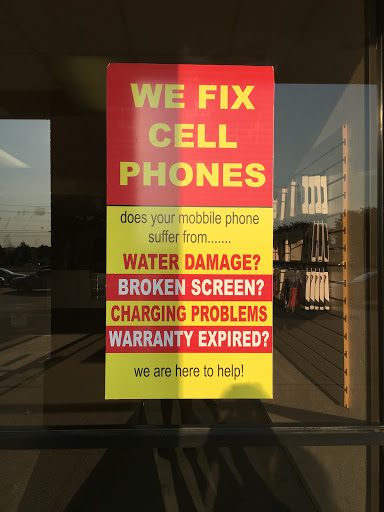 WE FIX
CELL
PHONES
does your mobbile phone
suffer from.......
WATER DAMAGE?
BROKEN SCREEN?
CHARGING PROBLEMS
WARRANTY EXPIRED?
we are here to help!